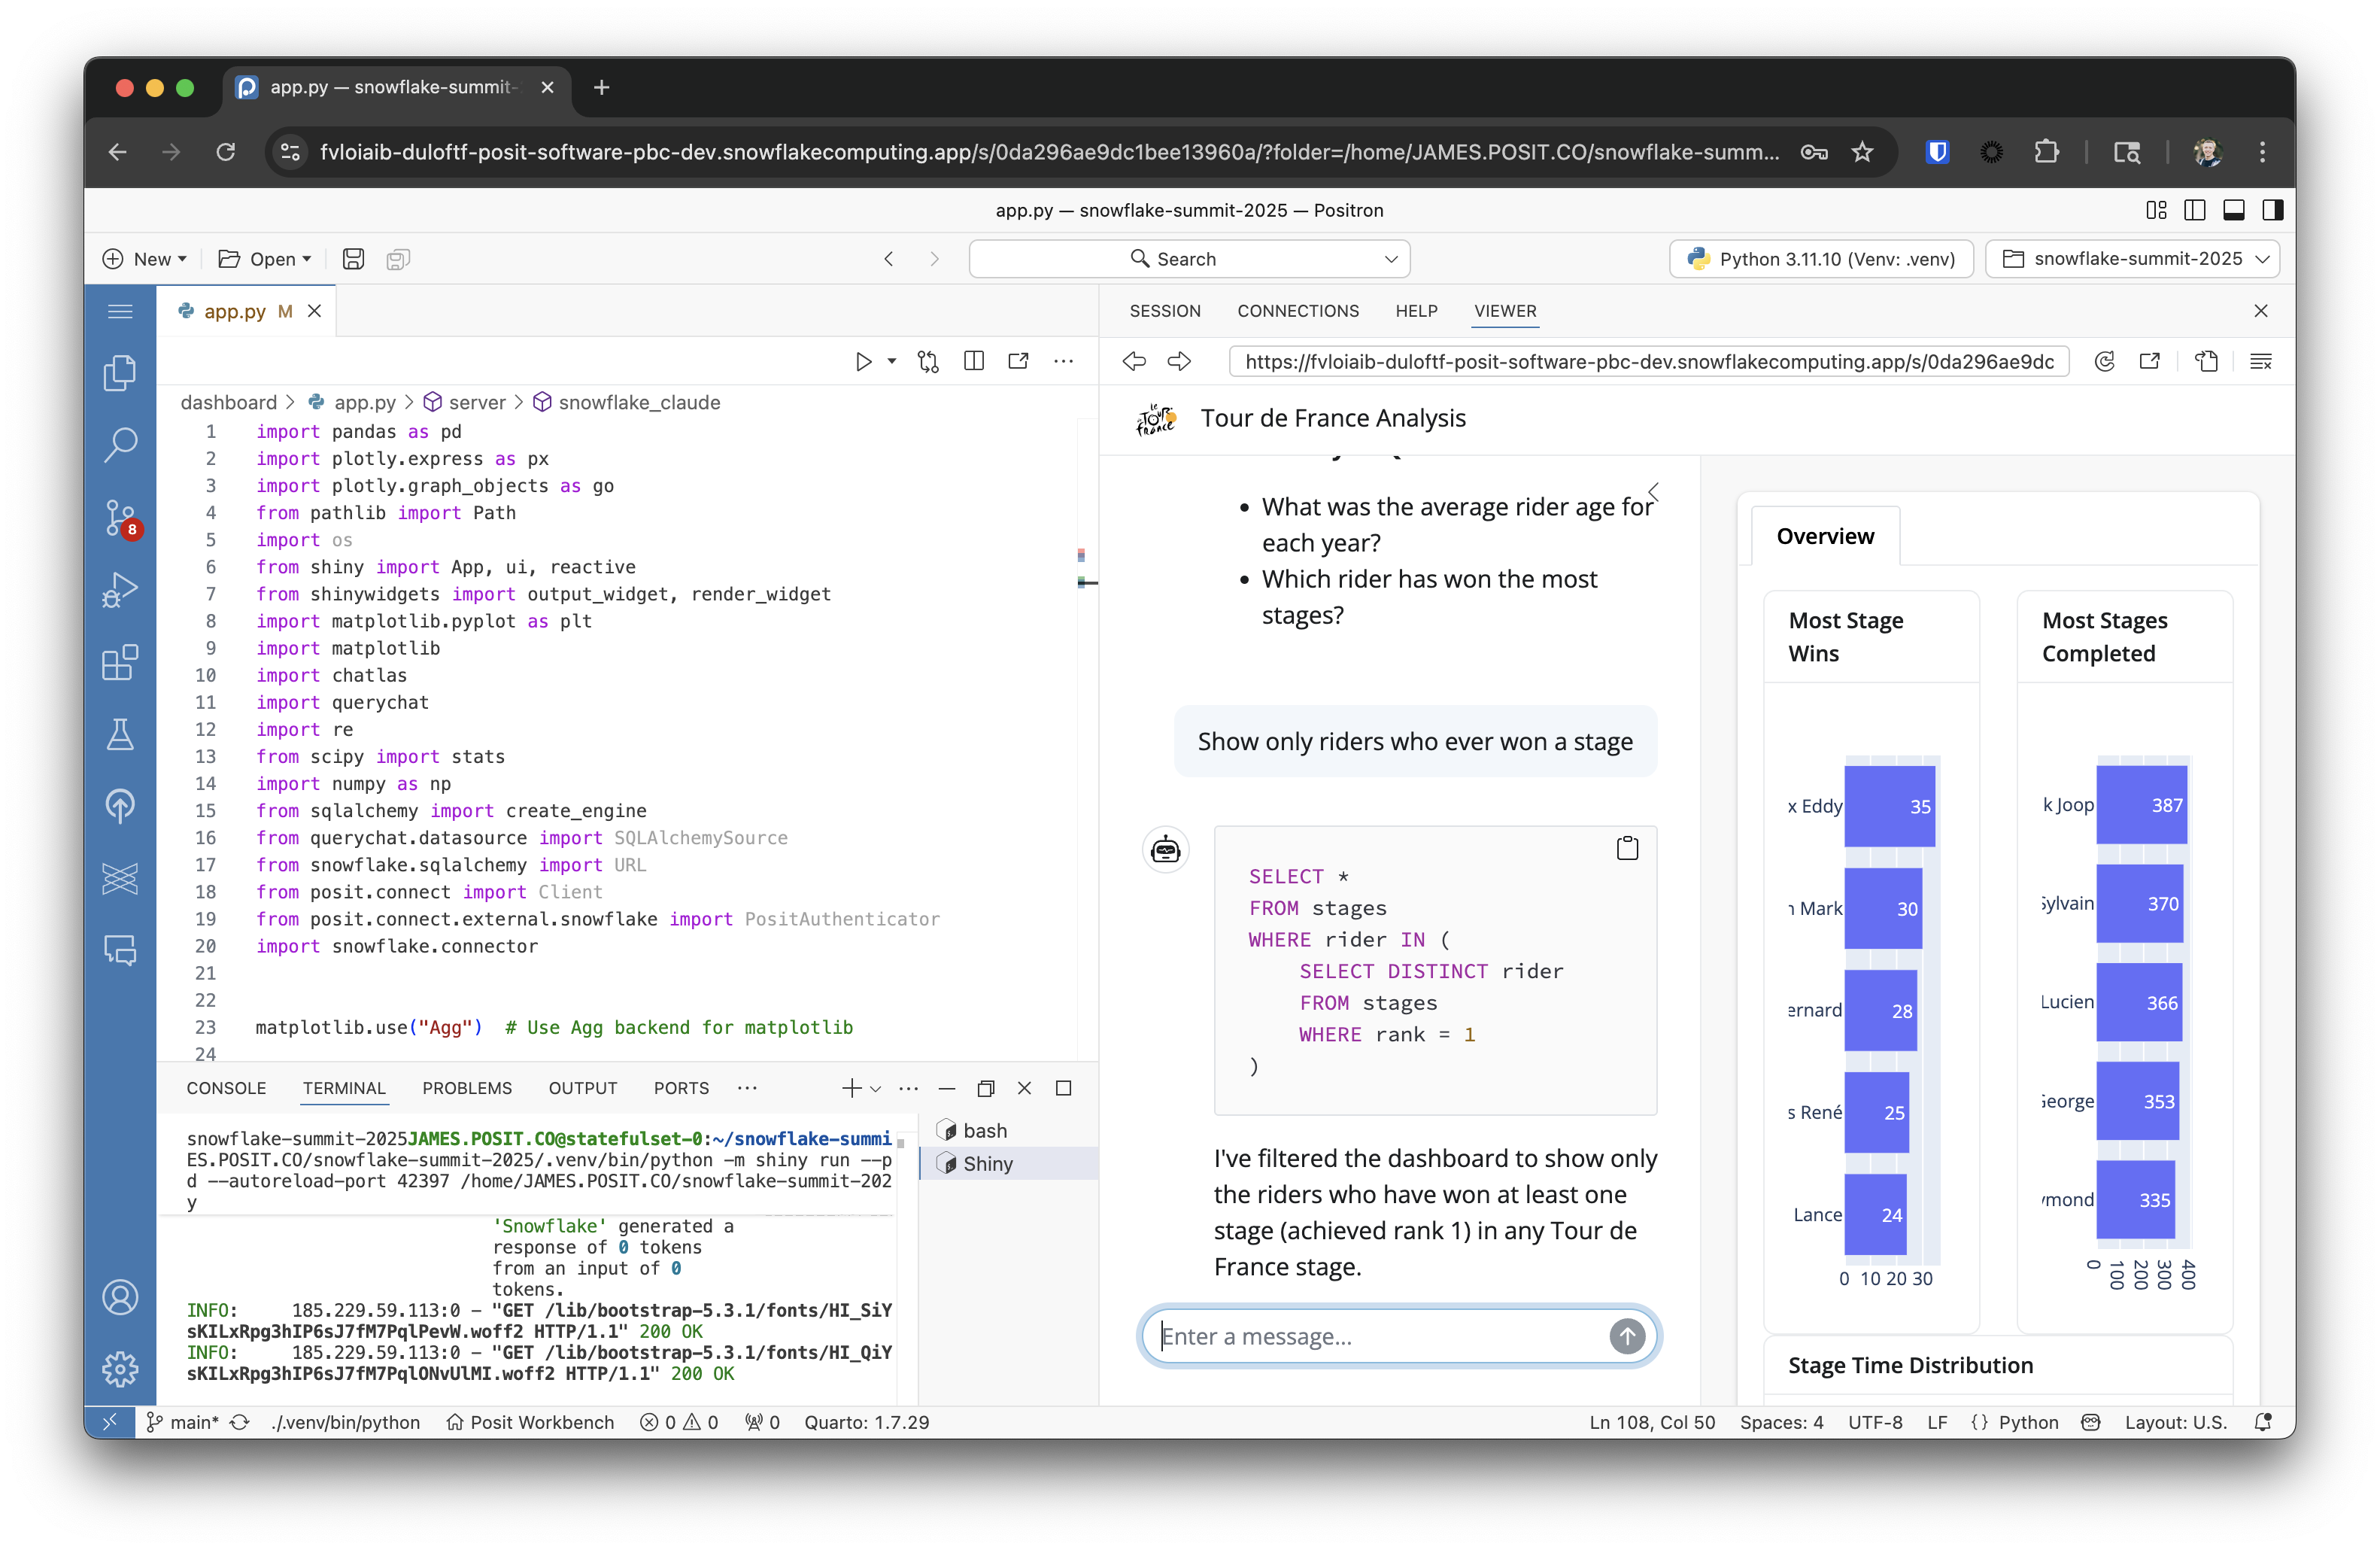 app.py — snowflake-summit-
fvloiaib-duloftf-posit-software-pbc-dev.snowflakecomputing.app/s/0da296ae9dc1bee13960a/?folder=/home/JAMES.POSIT.CO/snowflake-summ...
app.py — snowflake-summit-2025 — Positron
New
Open
Search
Python 3.11.10 (Venv: .venv)
snowflake-summit-2025
8
app.py M
dashboard > app.py > server > snowflake_claude
1 import pandas as pd
2 import plotly.express as px
3 import plotly.graph_objects as go
4 from pathlib import Path
5 import os
6 from shiny import App, ui, reactive
7 from shinywidgets import output_widget, render_widget
8 import matplotlib.pyplot as plt
9 import matplotlib
10 import chatlas
11 import querychat
12 import re
13 from scipy import stats
14 import numpy as np
15 from sqlalchemy import create_engine
16 from querychat.datasource import SQLAlchemySource
17 from snowflake.sqlalchemy import URL
18 from posit.connect import Client
19 from posit.connect.external.snowflake import PositAuthenticator
20 import snowflake.connector
21
22
23 matplotlib.use("Agg")  # Use Agg backend for matplotlib
24
CONSOLE TERMINAL PROBLEMS OUTPUT PORTS
snowflake-summit-2025JAMES.POSIT.CO@statefulset-0:~/snowflake-summi
ES.POSIT.CO/snowflake-summit-2025/.venv/bin/python -m shiny run --p
d --autoreload-port 42397 /home/JAMES.POSIT.CO/snowflake-summit-202
y
'Snowflake' generated a
response of 0 tokens
from an input of 0
tokens.
INFO: 185.229.59.113:0 - "GET /lib/bootstrap-5.3.1/fonts/HI_SiY
sKILxRpg3hIP6sJ7fM7PqlPevW.woff2 HTTP/1.1" 200 OK
INFO: 185.229.59.113:0 - "GET /lib/bootstrap-5.3.1/fonts/HI_QiY
sKILxRpg3hIP6sJ7fM7PqlONvUlMI.woff2 HTTP/1.1" 200 OK
bash
Shiny
SESSION CONNECTIONS HELP VIEWER
https://fvloiaib-duloftf-posit-software-pbc-dev.snowflakecomputing.app/s/0da296ae9dc
le
TOUR
de
france
Tour de France Analysis
• What was the average rider age for
each year?
• Which rider has won the most
stages?
Show only riders who ever won a stage
SELECT *
FROM stages
WHERE rider IN (
SELECT DISTINCT rider
FROM stages
WHERE rank = 1
)
I've filtered the dashboard to show only
the riders who have won at least one
stage (achieved rank 1) in any Tour de
France stage.
Enter a message...
Overview
Most Stage
Wins
x Eddy 35
Mark 30
ernard 28
s René 25
Lance 24
0 10 20 30
Most Stages
Completed
k Joop 387
Sylvain 370
Lucien 366
George 353
ymond 335
0 100 200 300 400
Stage Time Distribution
main* ./.venv/bin/python Posit Workbench 0 0 0 Quarto: 1.7.29
Ln 108, Col 50 Spaces: 4 UTF-8 LF {} Python Layout: U.S.